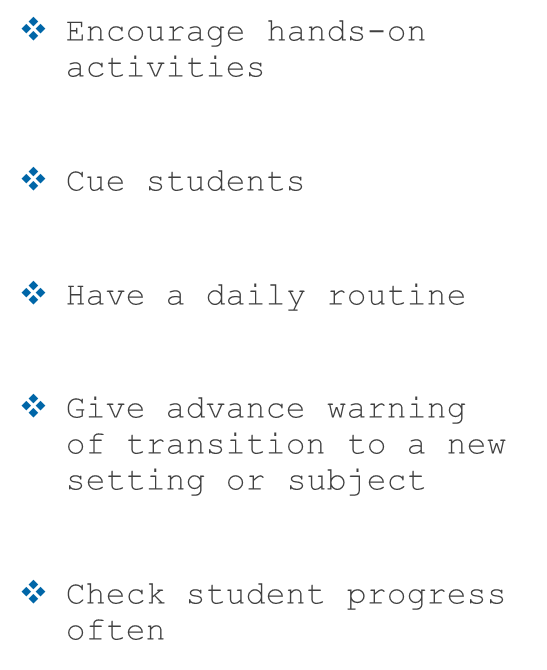 ❖ Encourage hands-on
activities
❖ Cue students
❖ Have a daily routine
❖ Give advance warning
of transition to a new
setting or subject
❖ Check student progress
often